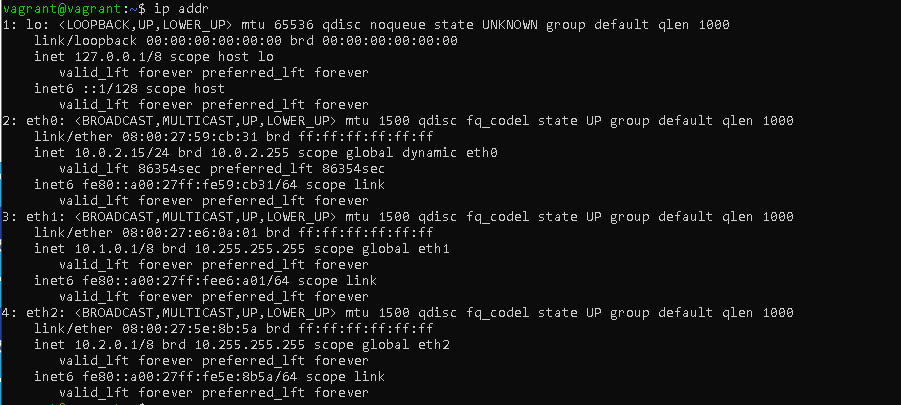 vagrant@vagrant:~$ ip addr
1: lo: <LOOPBACK,UP,LOWER_UP> mtu 65536 qdisc noqueue state UNKNOWN group default qlen 1000
    link/loopback 00:00:00:00:00:00 brd 00:00:00:00:00:00
    inet 127.0.0.1/8 scope host lo
       valid_lft forever preferred_lft forever
    inet6 ::1/128 scope host
       valid_lft forever preferred_lft forever
2: eth0: <BROADCAST,MULTICAST,UP,LOWER_UP> mtu 1500 qdisc fq_codel state UP group default qlen 1000
    link/ether 08:00:27:59:cb:31 brd ff:ff:ff:ff:ff:ff
    inet 10.0.2.15/24 brd 10.0.2.255 scope global dynamic eth0
       valid_lft 86354sec preferred_lft 86354sec
    inet6 fe80::a00:27ff:fe59:cb31/64 scope link
       valid_lft forever preferred_lft forever
3: eth1: <BROADCAST,MULTICAST,UP,LOWER_UP> mtu 1500 qdisc fq_codel state UP group default qlen 1000
    link/ether 08:00:27:e6:0a:01 brd ff:ff:ff:ff:ff:ff
    inet 10.1.0.1/8 brd 10.255.255.255 scope global eth1
       valid_lft forever preferred_lft forever
    inet6 fe80::a00:27ff:fee6:a01/64 scope link
       valid_lft forever preferred_lft forever
4: eth2: <BROADCAST,MULTICAST,UP,LOWER_UP> mtu 1500 qdisc fq_codel state UP group default qlen 1000
    link/ether 08:00:27:5e:8b:5a brd ff:ff:ff:ff:ff:ff
    inet 10.2.0.1/8 brd 10.255.255.255 scope global eth2
       valid_lft forever preferred_lft forever
    inet6 fe80::a00:27ff:fe5e:8b5a/64 scope link
       valid_lft forever preferred_lft forever